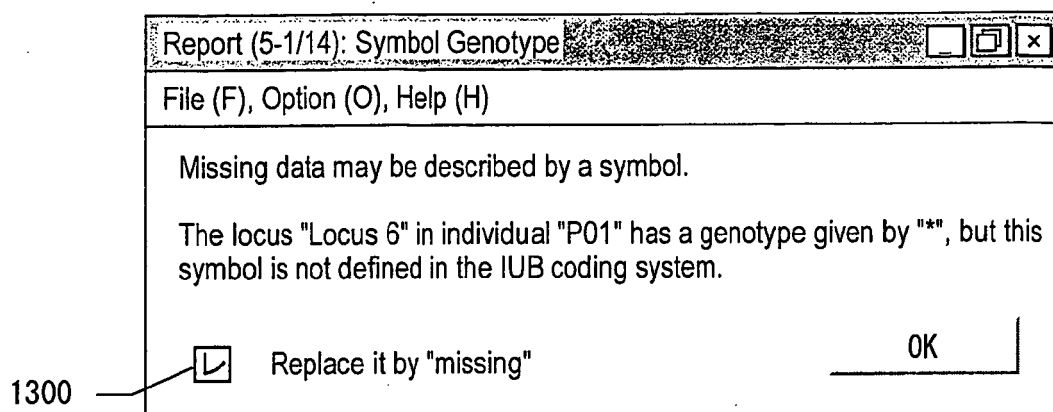 Report (5-1/14): Symbol Genotype
File (F), Option (O), Help (H)
Missing data may be described by a symbol.
The locus "Locus 6" in individual "P01" has a genotype given by "*", but this
symbol is not defined in the IUB coding system.
Replace it by "missing"
OK
1300